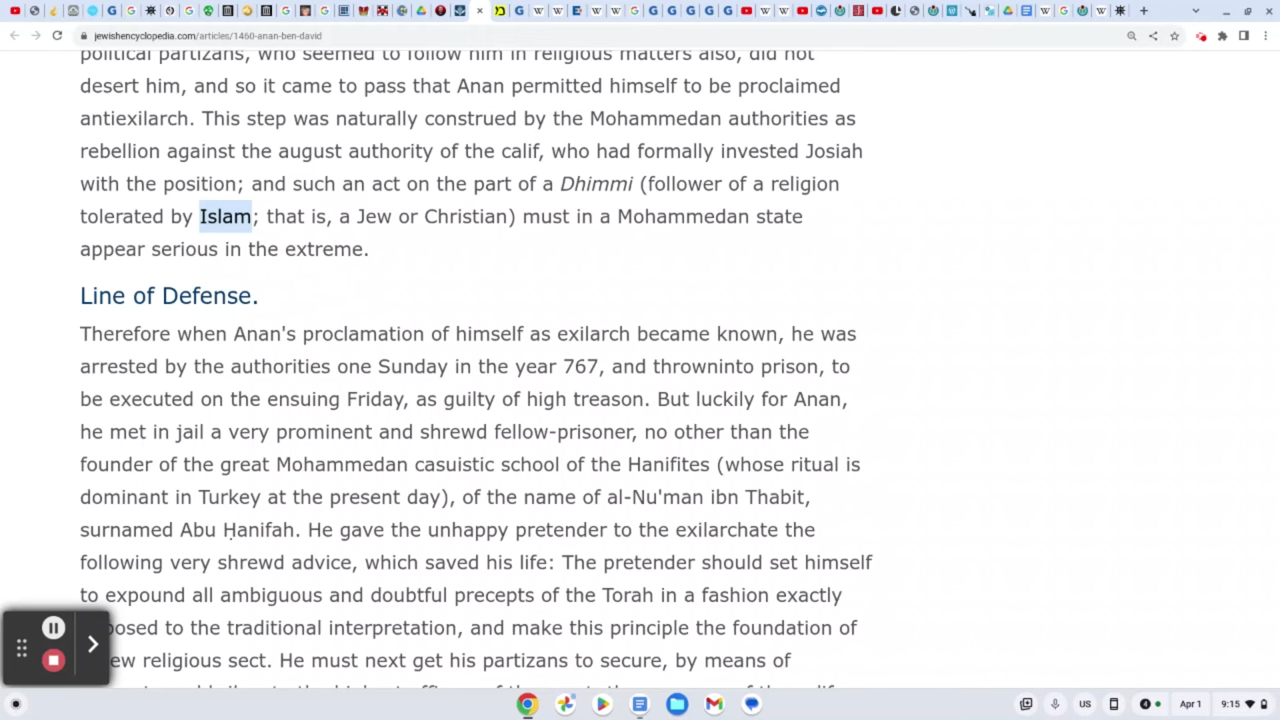 jewishencyclopedia.com/articles/1460-anan-ben-david
political partizans, who seemed to follow him in religious matters also, did not
desert him, and so it came to pass that Anan permitted himself to be proclaimed
antiexilarch. This step was naturally construed by the Mohammedan authorities as
rebellion against the august authority of the calif, who had formally invested Josiah
with the position; and such an act on the part of a Dhimmi (follower of a religion
tolerated by Islam; that is, a Jew or Christian) must in a Mohammedan state
appear serious in the extreme.
Line of Defense.
Therefore when Anan's proclamation of himself as exilarch became known, he was
arrested by the authorities one Sunday in the year 767, and throwninto prison, to
be executed on the ensuing Friday, as guilty of high treason. But luckily for Anan,
he met in jail a very prominent and shrewd fellow-prisoner, no other than the
founder of the great Mohammedan casuistic school of the Hanifites (whose ritual is
dominant in Turkey at the present day), of the name of al-Nu'man ibn Thabit,
surnamed Abu Ḥanifah. He gave the unhappy pretender to the exilarchate the
following very shrewd advice, which saved his life: The pretender should set himself
to expound all ambiguous and doubtful precepts of the Torah in a fashion exactly
posed to the traditional interpretation, and make this principle the foundation of
ew religious sect. He must next get his partizans to secure, by means of
US
4
Apr 1
9:15